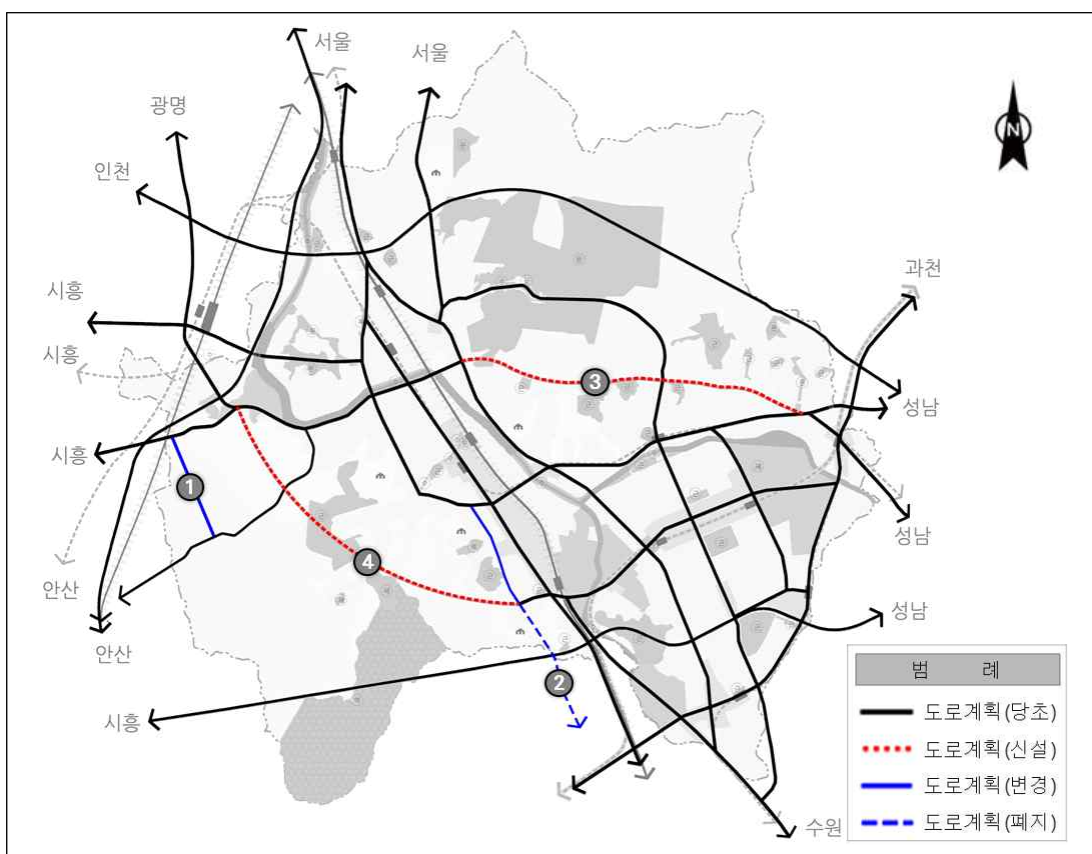 서울
서울
광명
인천
N
과천
시흥
시흥
3
성남
시흥
1
성남
4
안산
성남
안산
2
시흥
수원
범 례
도로계획(당초)
도로계획(신설)
도로계획(변경)
도로계획(폐지)